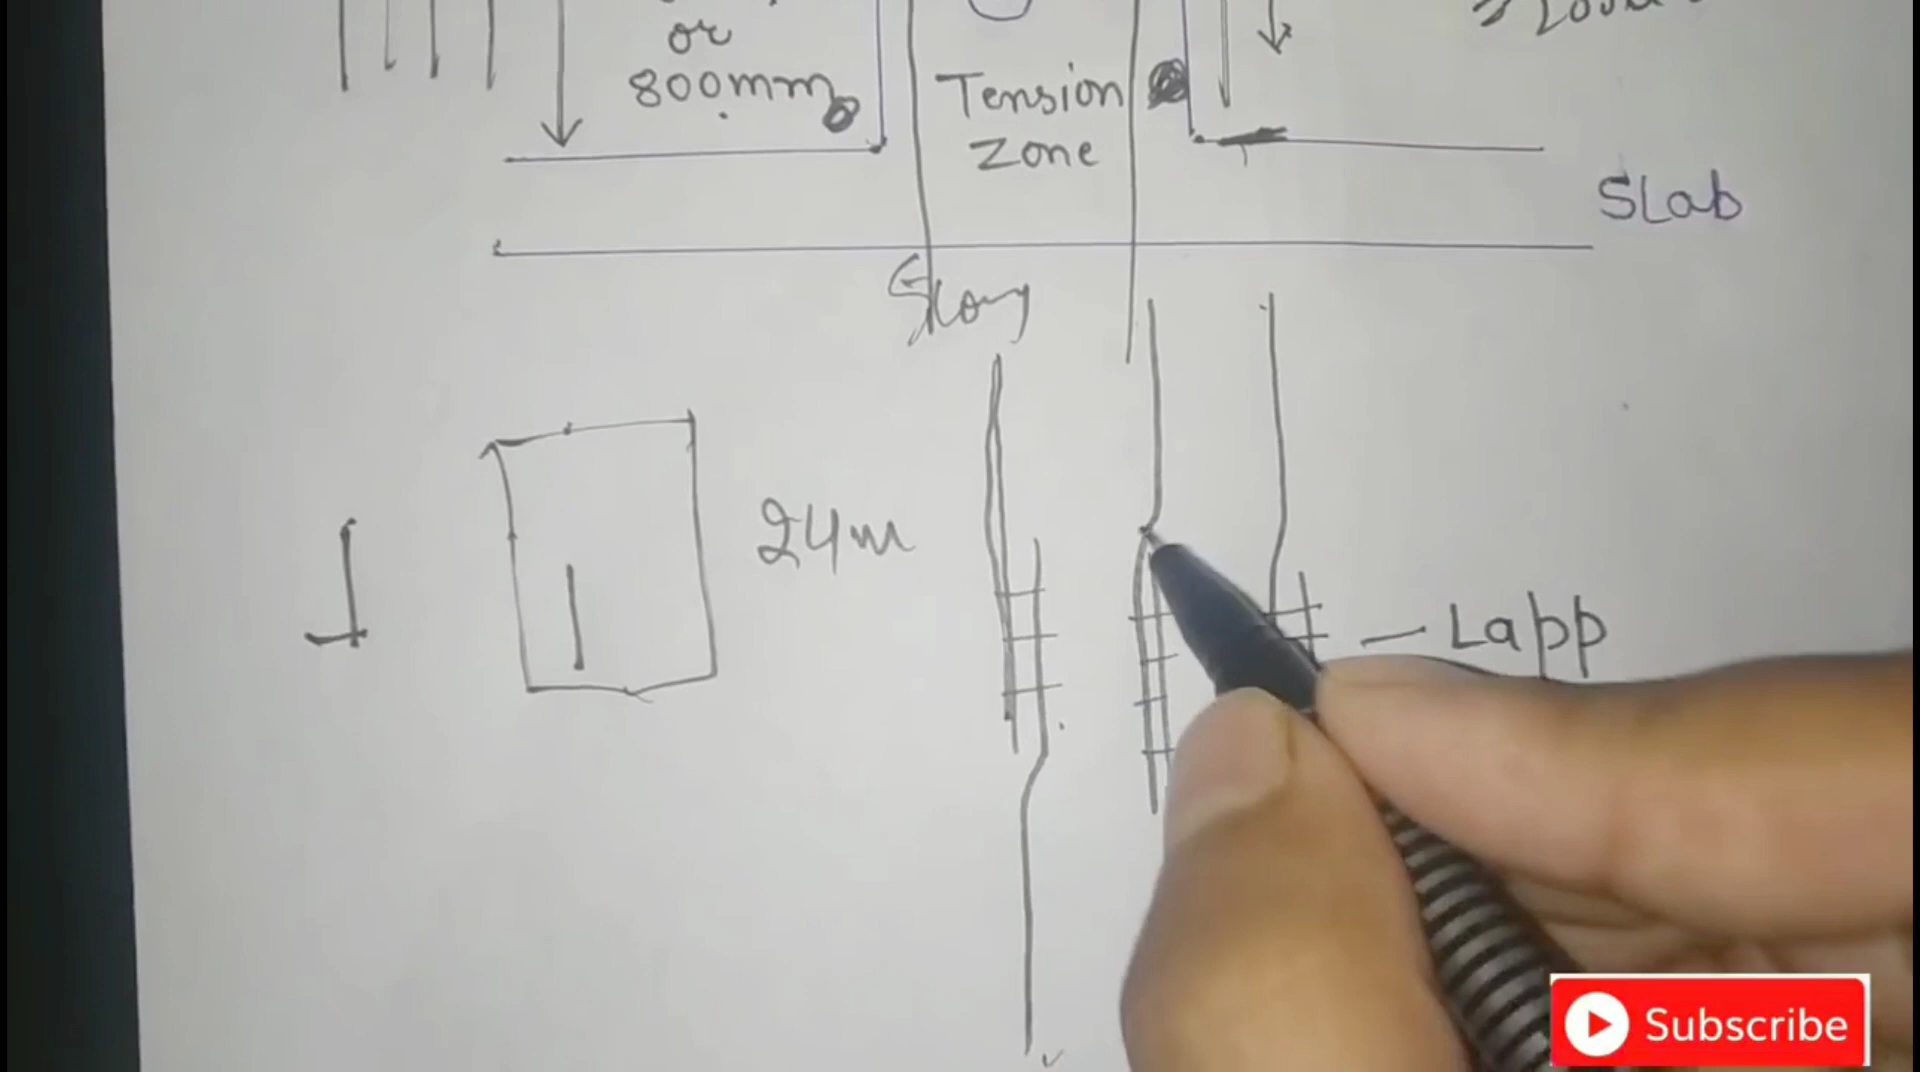 or
800mm
Tension
Zone
SLab
24m
Lapp
Subscribe